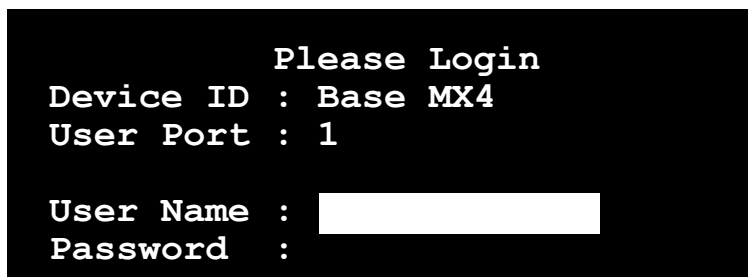 Please Login
Device ID : Base MX4
User Port : 1
User Name :
Password :